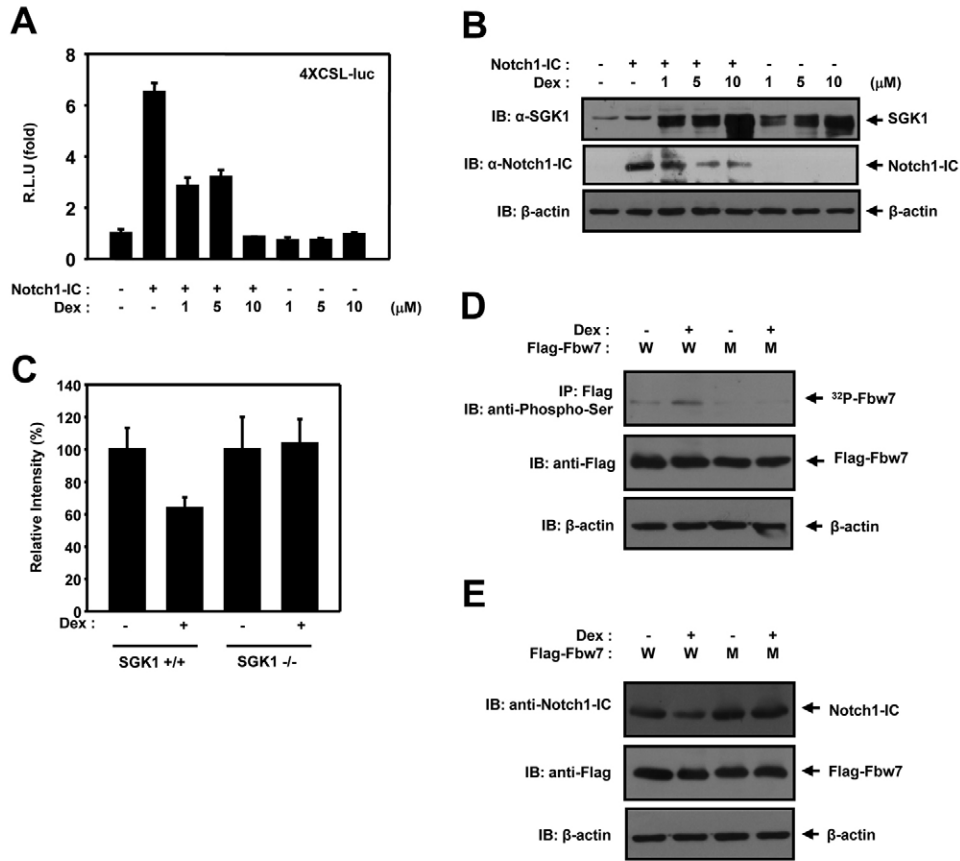 A
4XCSL-luc
R.L.U (fold)
8
6
4
2
0
Notch1-IC : - + + + + - - -
Dex : - - 1 5 10 1 5 10 (μM)
B
Notch1-IC : - + + + + - - -
Dex : - - 1 5 10 1 5 10 (μM)
IB: α-SGK1
SGK1
IB: α-Notch1-IC
Notch1-IC
IB: β-actin
β-actin
C
Relative Intensity (%)
140
120
100
80
60
40
20
0
Dex : - + - +
SGK1 +/+ SGK1 -/-
D
Dex : - + - +
Flag-Fbw7 : W W M M
IP: Flag
IB: anti-Phospho-Ser
³²P-Fbw7
IB: anti-Flag
Flag-Fbw7
IB: β-actin
β-actin
E
Dex : - + - +
Flag-Fbw7 : W W M M
IB: anti-Notch1-IC
Notch1-IC
IB: anti-Flag
Flag-Fbw7
IB: β-actin
β-actin